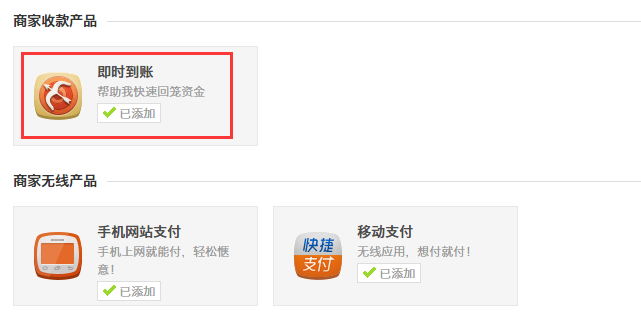 商家收款产品
即时到账
帮助我快速回笼资金
已添加
商家无线产品
手机网站支付
手机上网就能付，轻松惬
意！
已添加
快捷
支付
移动支付
无线应用，想付就付！
已添加